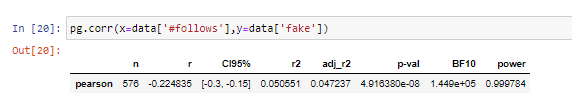 In [20]: pg.corr(x=data['#follows'],y=data['fake'])
Out[20]:
n r CI95% r2 adj_r2 p-val BF10 power
pearson 576 -0.224835 [-0.3, -0.15] 0.050551 0.047237 4.916380e-08 1.449e+05 0.999784